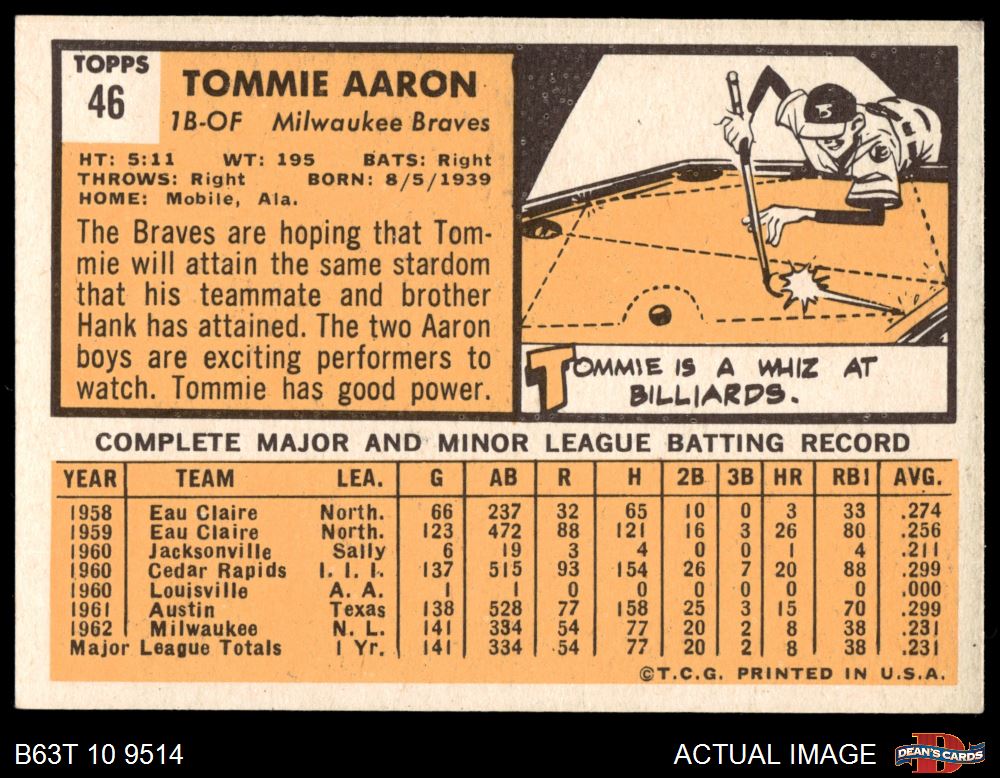 TOPPS
46
TOMMIE AARON
1B-OF Milwaukee Braves
HT: 5:11 WT: 195 BATS: Right
THROWS: Right BORN: 8/5/1939
HOME: Mobile, Ala.
The Braves are hoping that Tom-
mie will attain the same stardom
that his teammate and brother
Hank has attained. The two Aaron
boys are exciting performers to
watch. Tommie has good power.
TOMMIE IS A WHIZ AT
BILLIARDS.
COMPLETE MAJOR AND MINOR LEAGUE BATTING RECORD
YEAR TEAM LEA. G AB R H 2B 3B HR RBI AVG.
1958 Eau Claire North. 66 237 32 65 10 0 3 33 .274
1959 Eau Claire North. 123 472 88 121 16 3 26 80 .256
1960 Jacksonville Sally 6 19 3 4 0 0 1 4 .211
1960 Cedar Rapids I. I. I. 137 515 93 154 26 7 20 88 .299
1960 Louisville A. A. 1 1 0 0 0 0 0 0 .000
1961 Austin Texas 138 528 77 158 25 3 15 70 .299
1962 Milwaukee N. L. 141 334 54 77 20 2 8 38 .231
Major League Totals 1 Yr. 141 334 54 77 20 2 8 38 .231
©T.C.G. PRINTED IN U.S.A.
B63T 10 9514 ACTUAL IMAGE DEAN'S CARDS